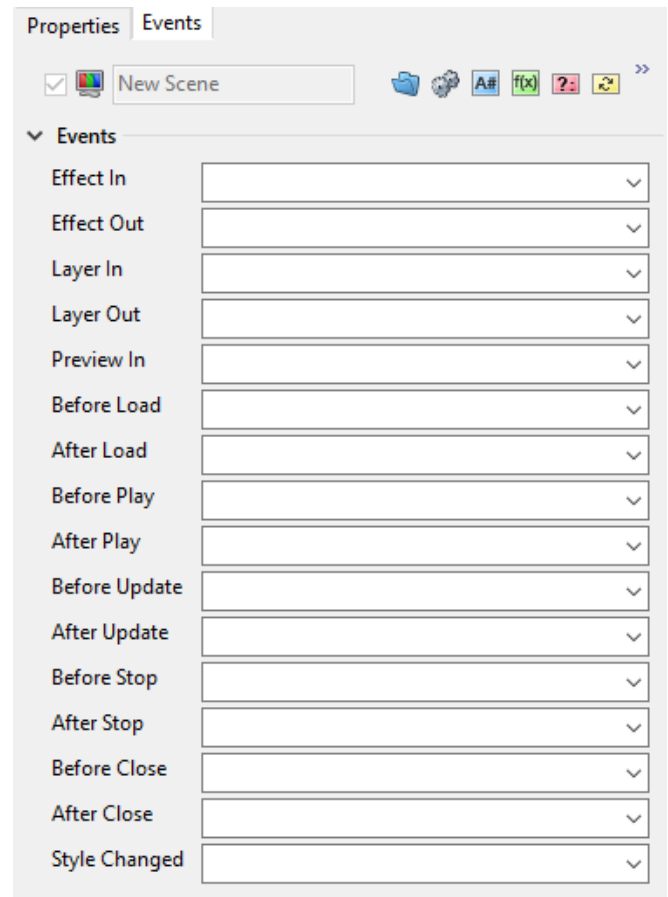 Properties Events
New Scene A# f(x) ?: »
Events
Effect In
Effect Out
Layer In
Layer Out
Preview In
Before Load
After Load
Before Play
After Play
Before Update
After Update
Before Stop
After Stop
Before Close
After Close
Style Changed